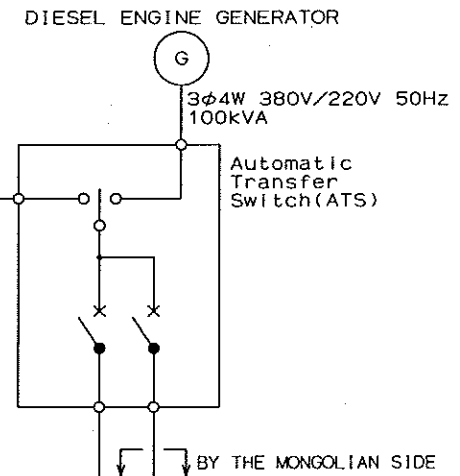 DIESEL ENGINE GENERATOR
G
3φ4W 380V/220V 50Hz
100kVA
Automatic
Transfer
Switch(ATS)
BY THE MONGOLIAN SIDE